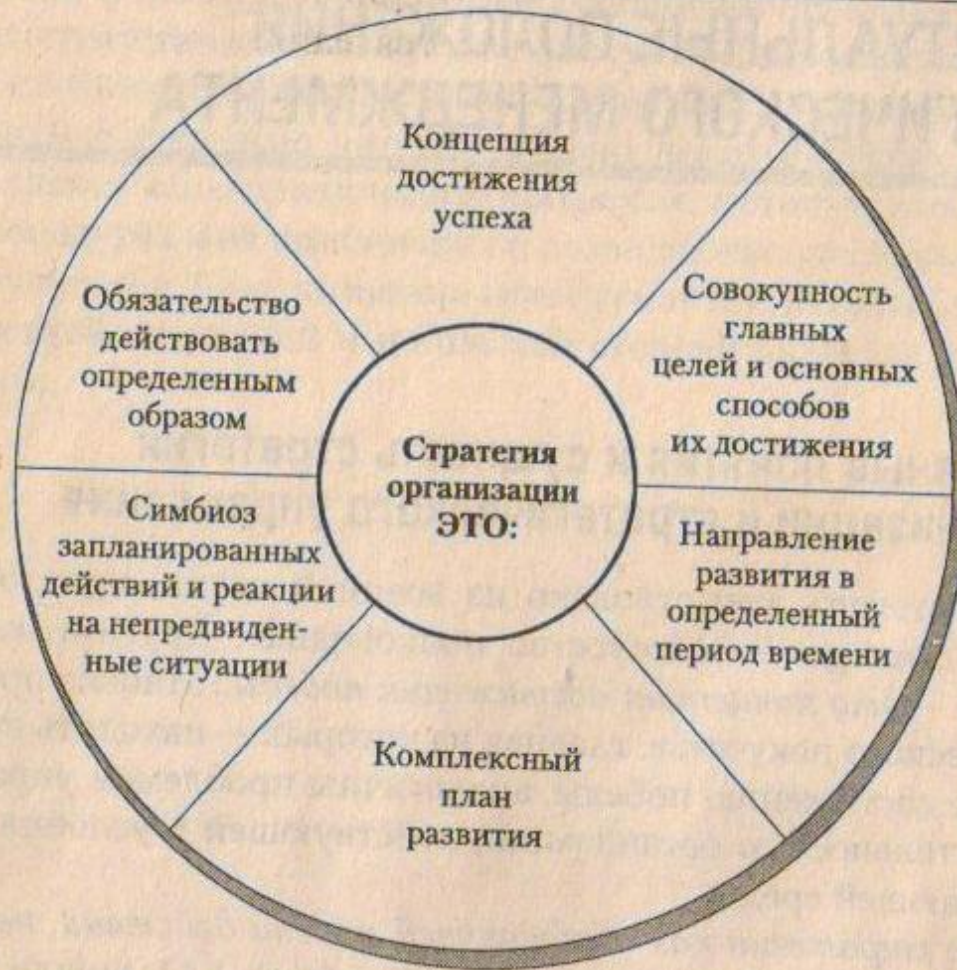 Концепция
достижения
успеха
Совокупность
главных
целей и основных
способов
их достижения
Направление
развития в
определенный
период времени
Комплексный
план
развития
Симбиоз
запланированных
действий и реакции
на непредвиден-
ные ситуации
Обязательство
действовать
определенным
образом
Стратегия
организации
ЭТО: